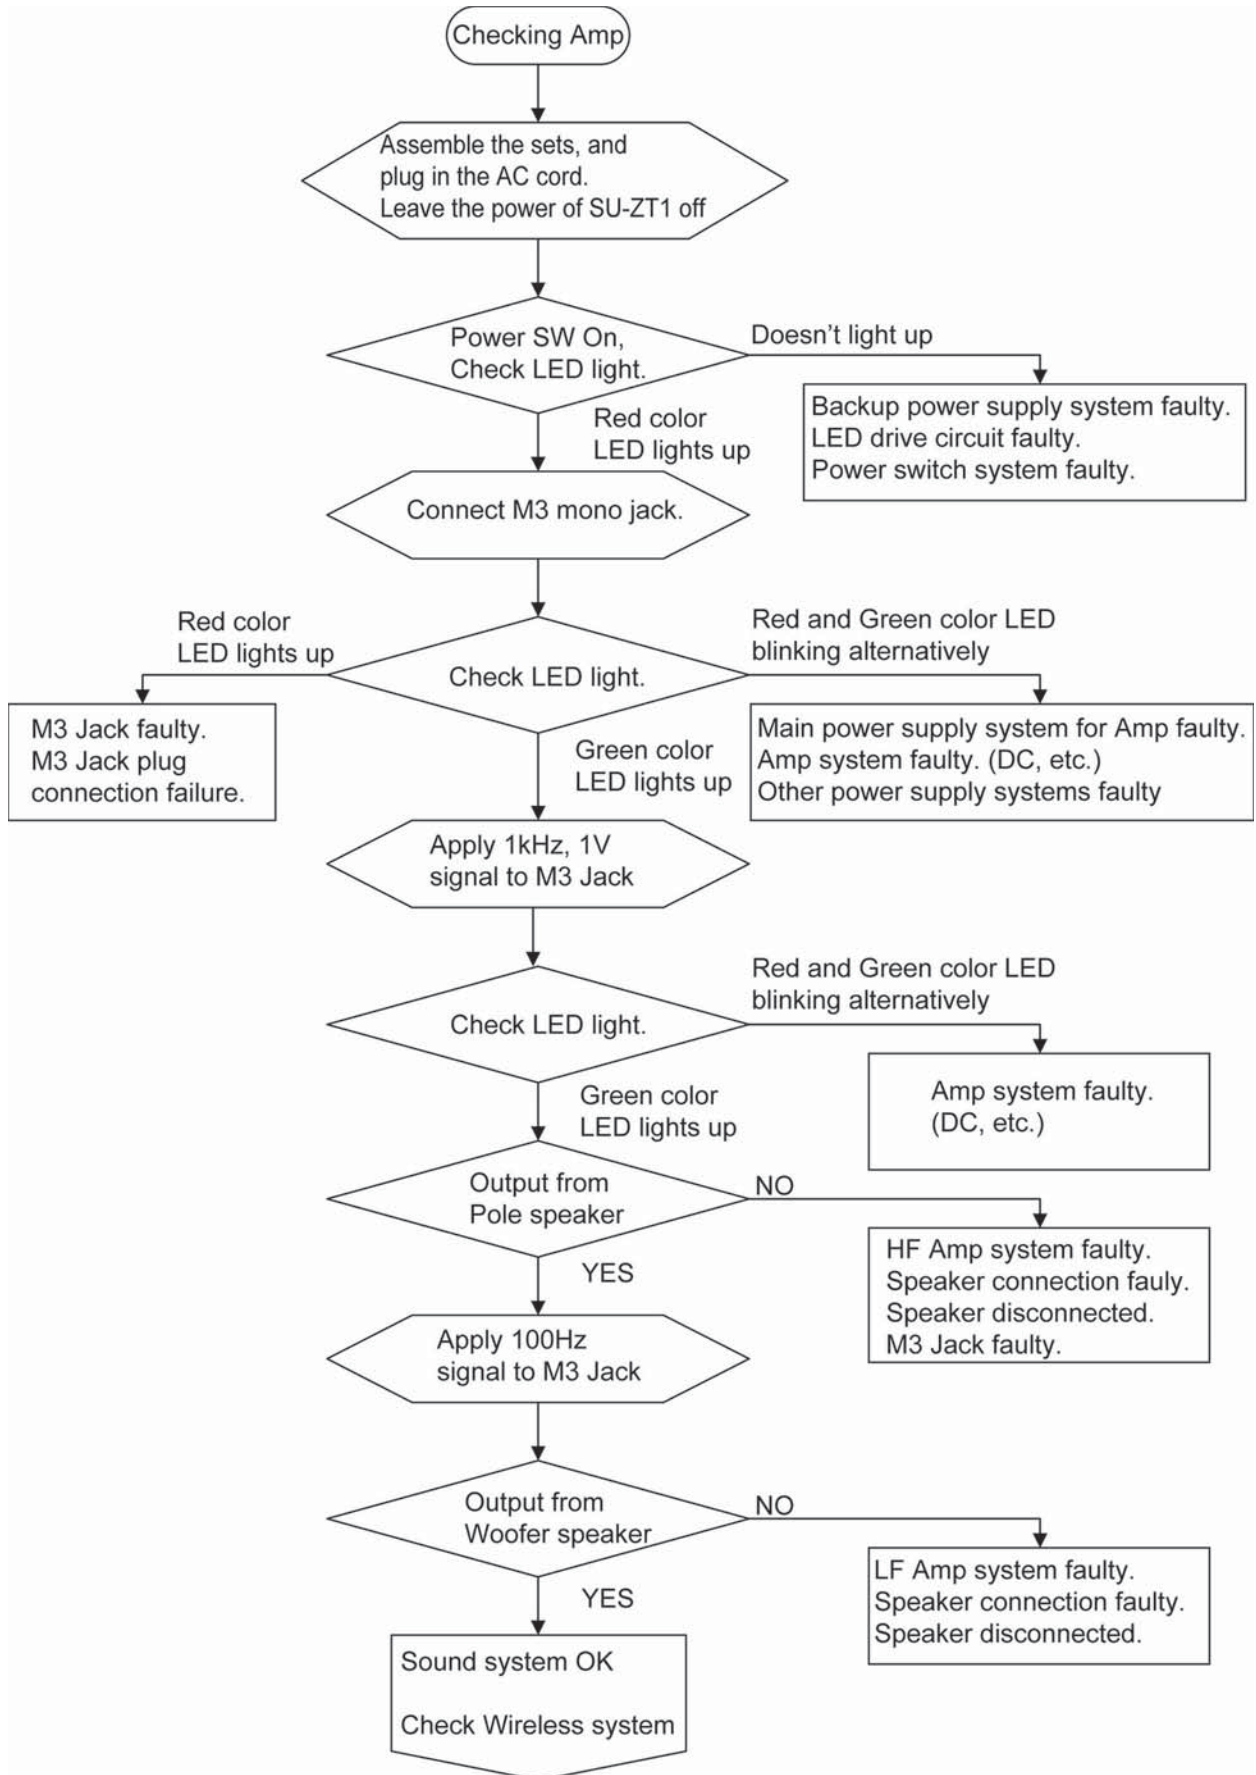 Checking Amp
Assemble the sets, and
plug in the AC cord.
Leave the power of SU-ZT1 off
Power SW On,
Check LED light.
Doesn't light up
Backup power supply system faulty.
LED drive circuit faulty.
Power switch system faulty.
Red color
LED lights up
Connect M3 mono jack.
Red color
LED lights up
Check LED light.
Red and Green color LED
blinking alternatively
M3 Jack faulty.
M3 Jack plug
connection failure.
Main power supply system for Amp faulty.
Amp system faulty. (DC, etc.)
Other power supply systems faulty
Green color
LED lights up
Apply 1kHz, 1V
signal to M3 Jack
Check LED light.
Red and Green color LED
blinking alternatively
Amp system faulty.
(DC, etc.)
Green color
LED lights up
Output from
Pole speaker
NO
HF Amp system faulty.
Speaker connection fauly.
Speaker disconnected.
M3 Jack faulty.
YES
Apply 100Hz
signal to M3 Jack
Output from
Woofer speaker
NO
LF Amp system faulty.
Speaker connection faulty.
Speaker disconnected.
YES
Sound system OK
Check Wireless system